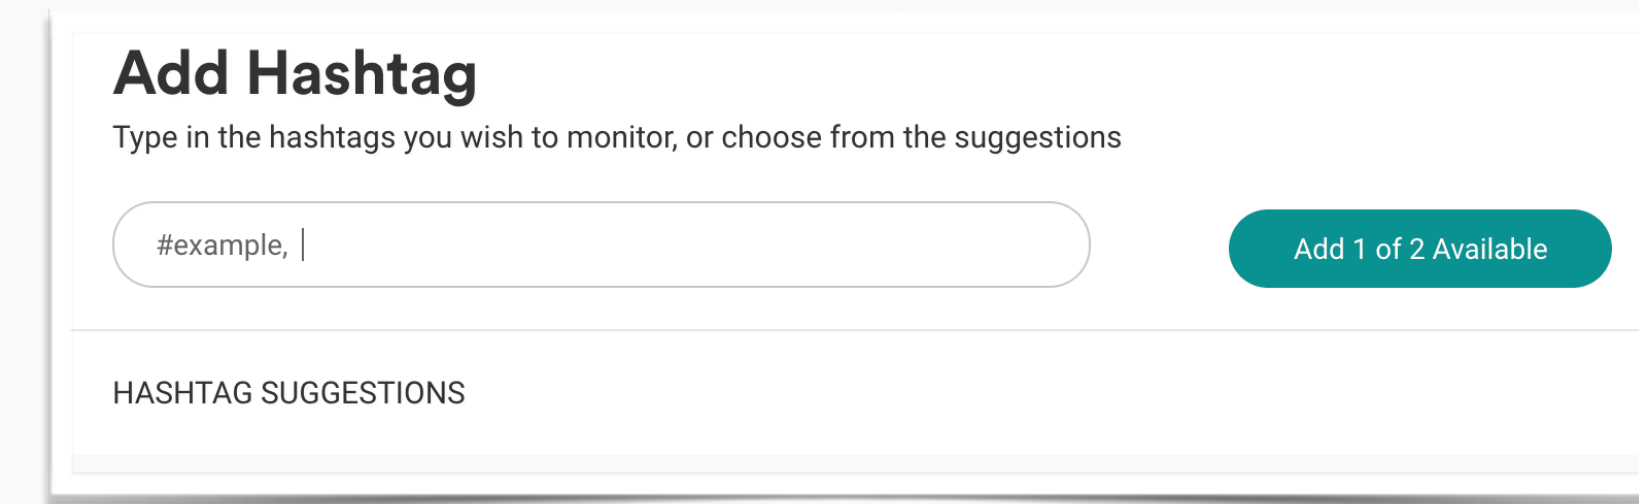 Add Hashtag
Type in the hashtags you wish to monitor, or choose from the suggestions
#example,
Add 1 of 2 Available
HASHTAG SUGGESTIONS